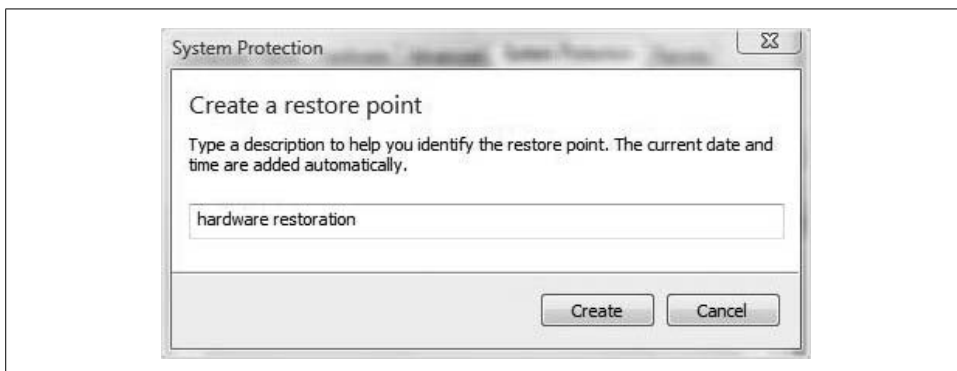 System Protection
Create a restore point
Type a description to help you identify the restore point. The current date and
time are added automatically.
hardware restoration
Create
Cancel